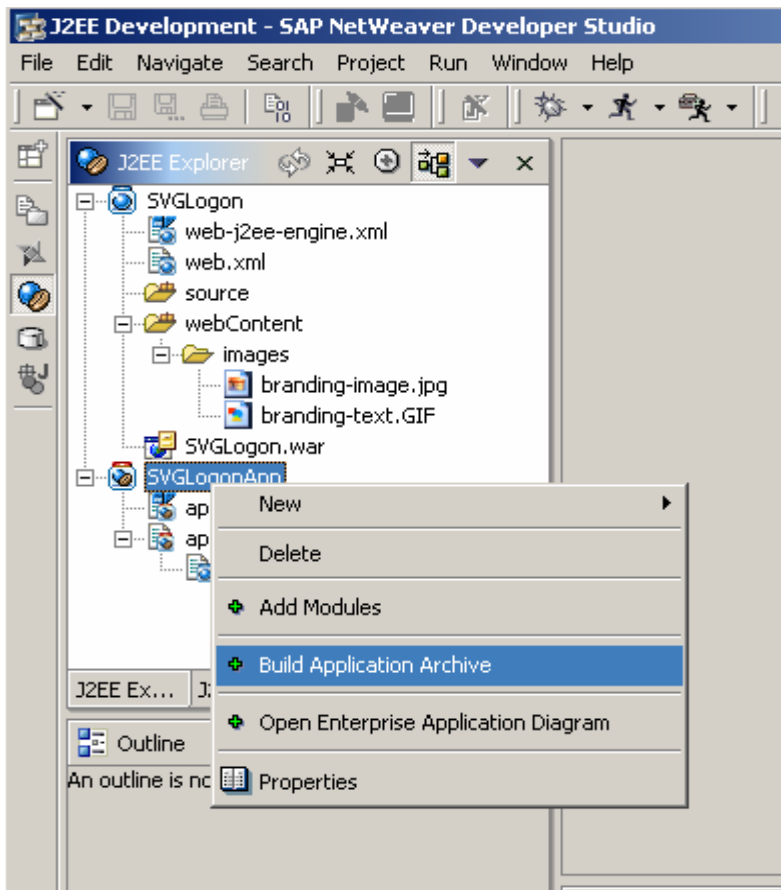 J2EE Development - SAP NetWeaver Developer Studio
File Edit Navigate Search Project Run Window Help
J2EE Explorer
SVGLogon
web-j2ee-engine.xml
web.xml
source
webContent
images
branding-image.jpg
branding-text.GIF
SVGLogon.war
SVGLogonApp
ap
New
ap
Delete
Add Modules
Build Application Archive
J2EE Ex...
Open Enterprise Application Diagram
Outline
An outline is no
Properties